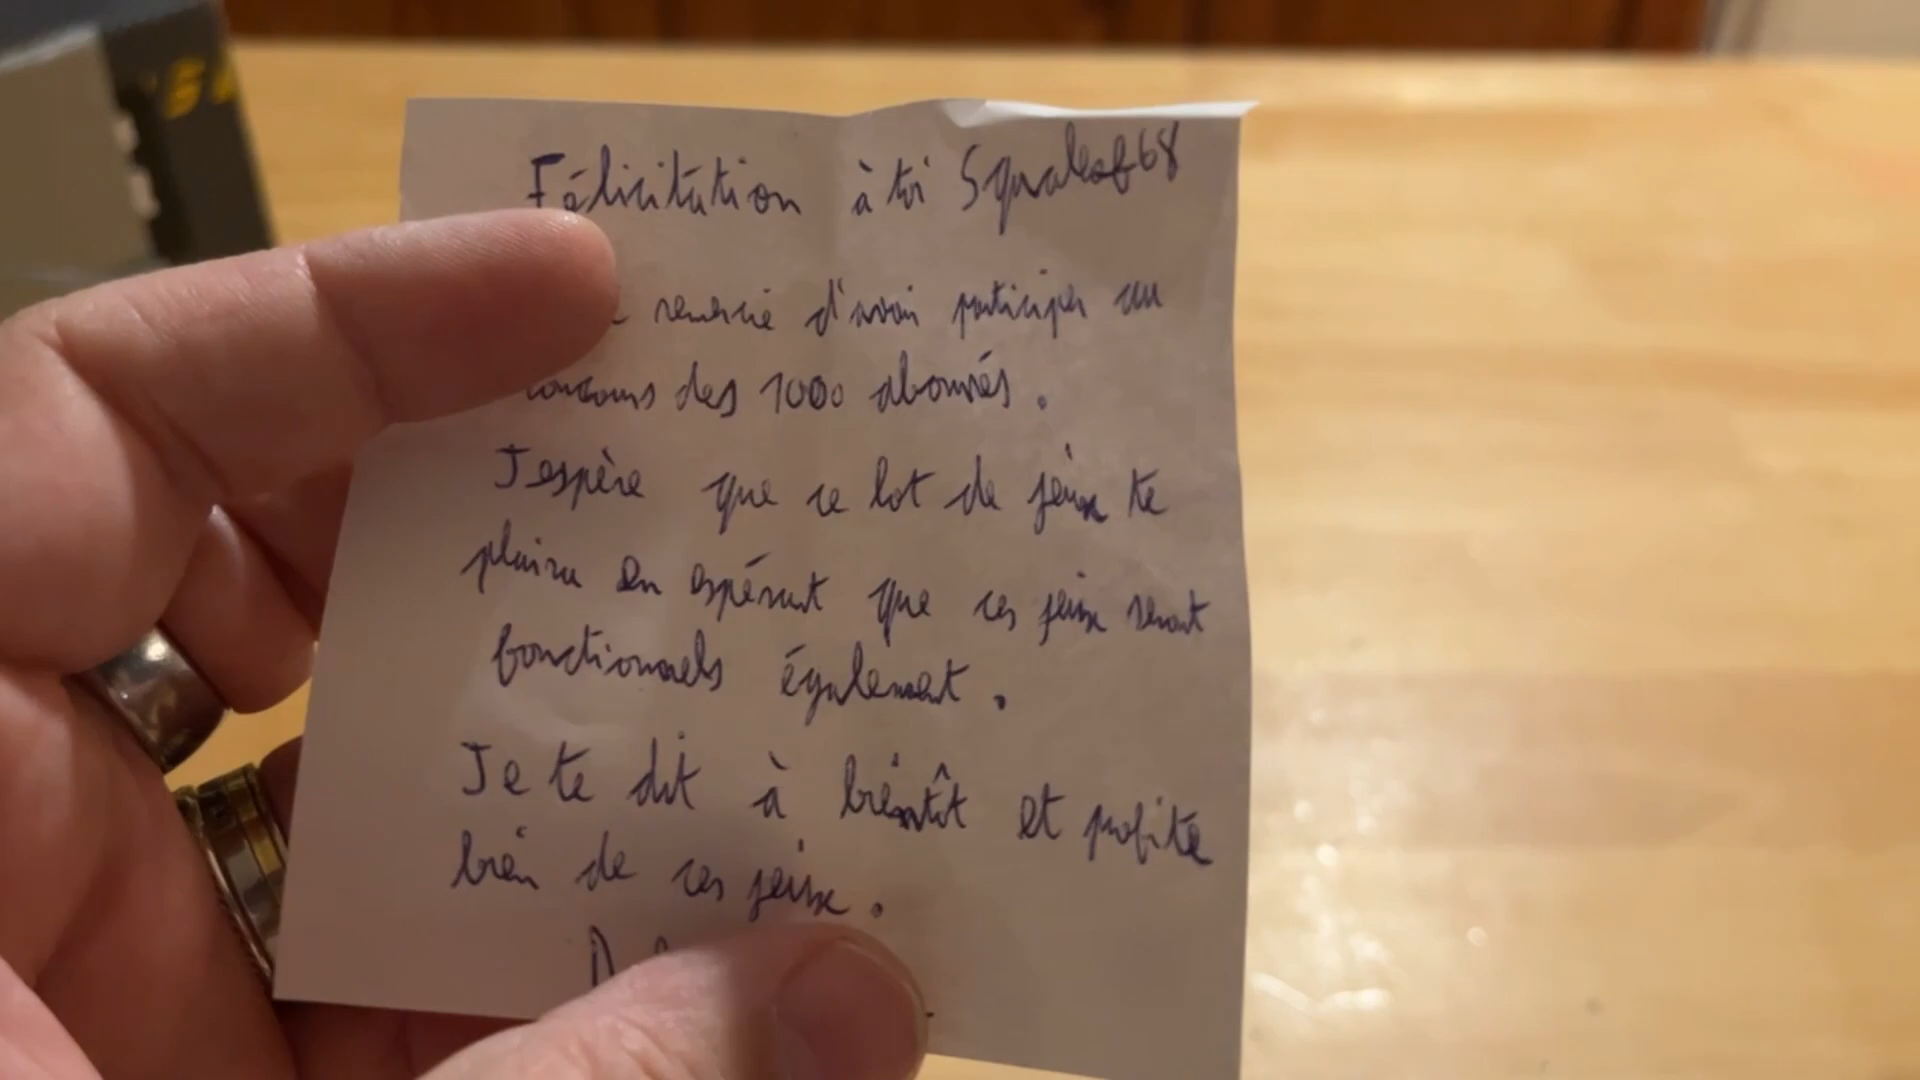 Félicitation à toi
remercie d'avoir participer au
concours des 1000 abonnés.
J'espère que ce lot de jeux te
plaira en espérant que ces jeux seront
fonctionnels également.
Je te dit à bientôt et profite
bien de ces jeux.